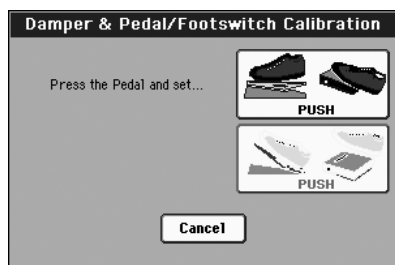 Damper & Pedal/Footswitch Calibration
Press the Pedal and set...
PUSH
PUSH
Cancel